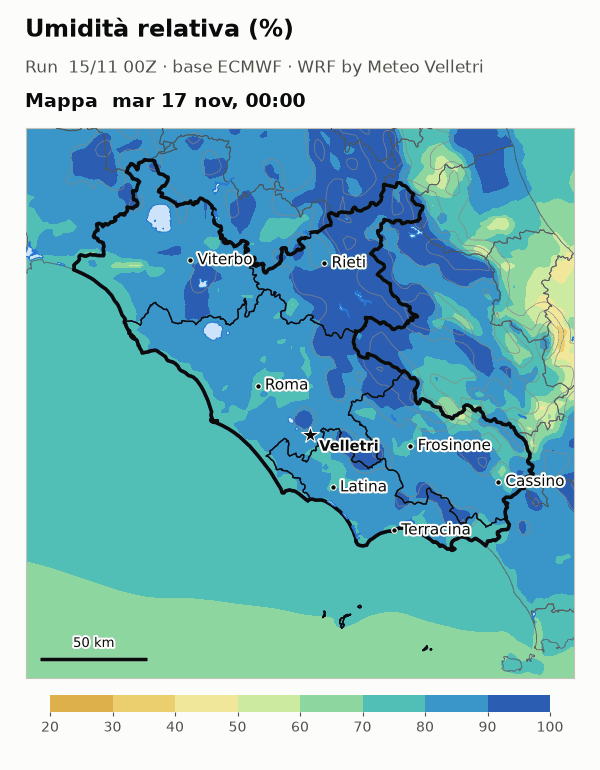 Umidità relativa (%)
Run 15/11 00Z · base ECMWF · WRF by Meteo Velletri
Mappa mar 17 nov, 00:00
Viterbo
Rieti
Roma
Velletri
Frosinone
Latina
Cassino
Terracina
50 km
20 30 40 50 60 70 80 90 100